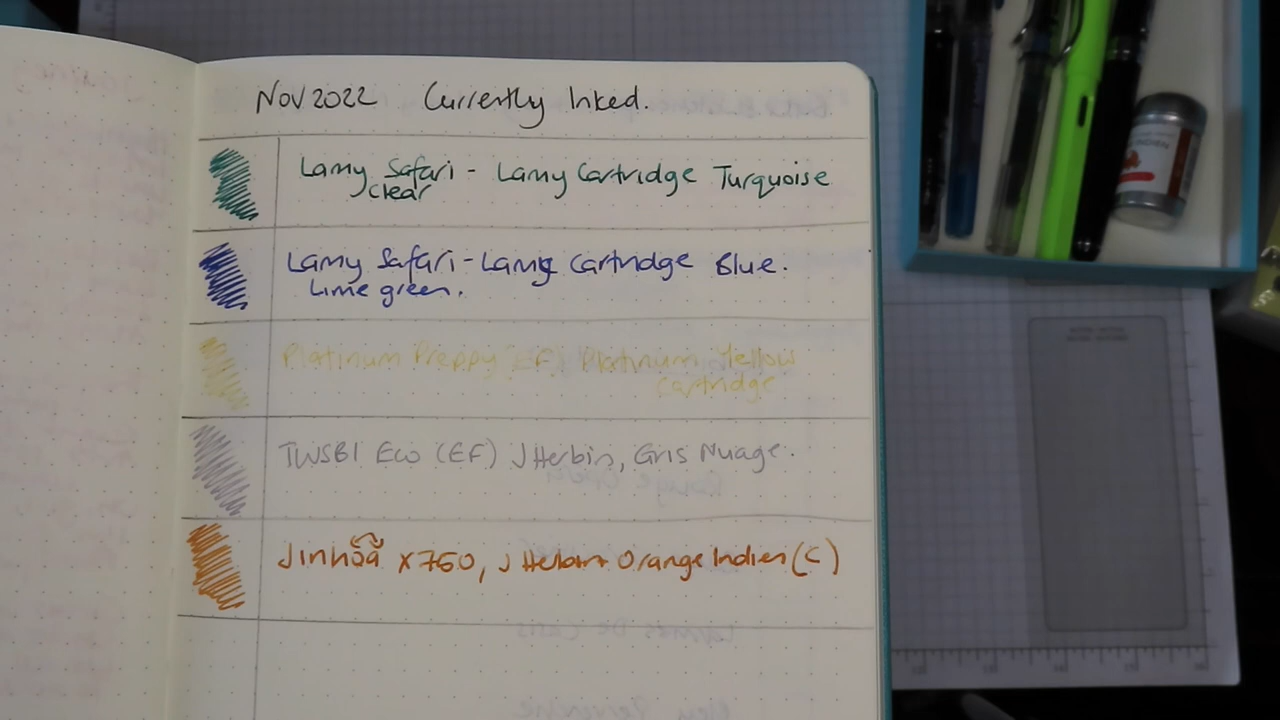 Nov 2022 Currently Inked.
Lamy Safari - Lamy Cartridge Turquoise
clear
Lamy Safari - Lamy Cartridge Blue.
Lime green.
Platinum Preppy (EF) Platinum Yellow
Cartridge
TWSBI Eco (EF) J Herbin, Gris Nuage.
Jinhoa X750, J Herbin Orange Indien (C)